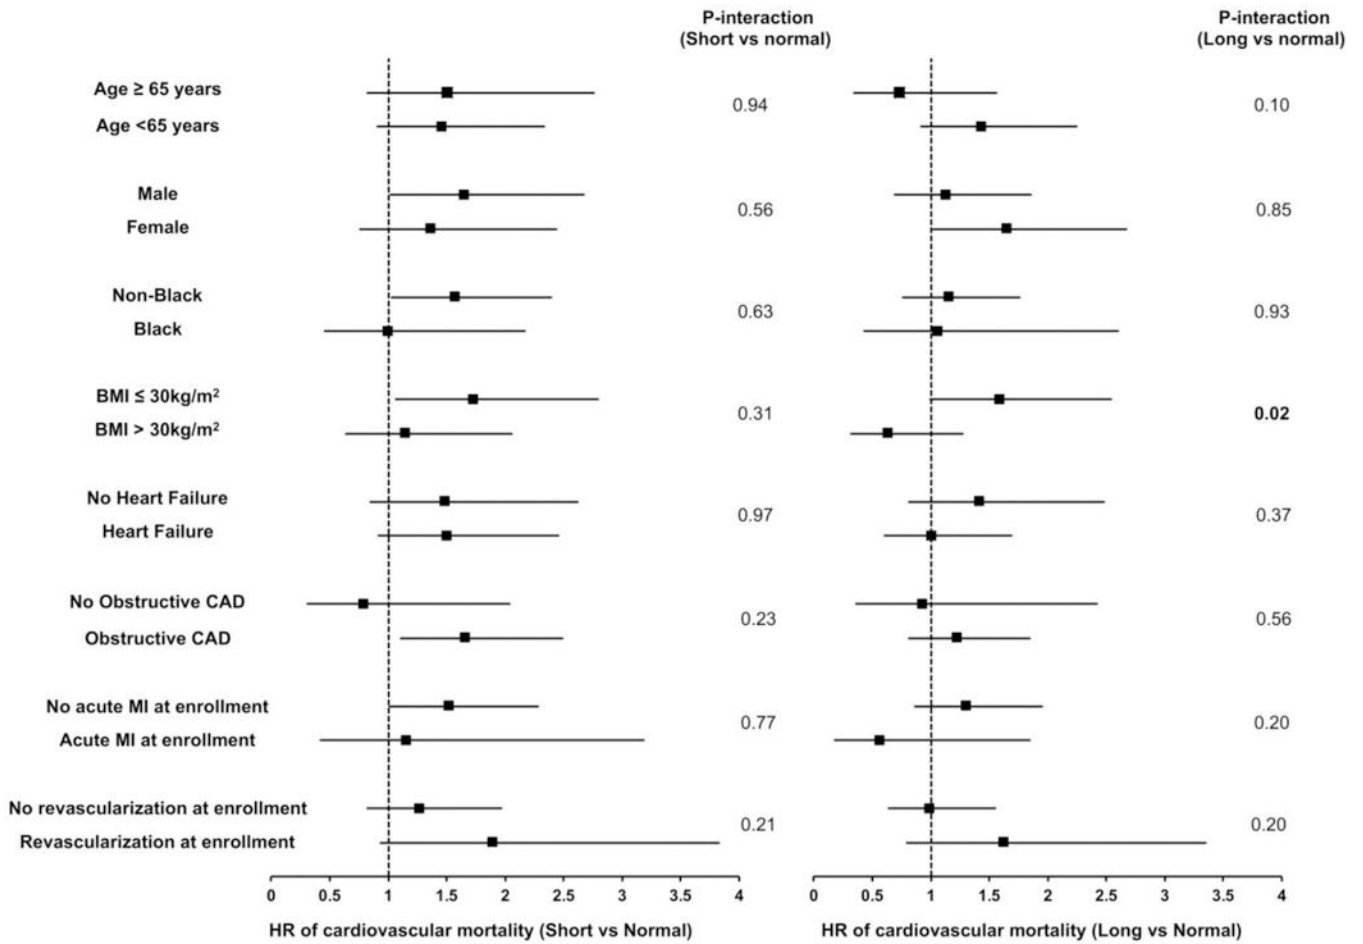 P-interaction
(Short vs normal)
P-interaction
(Long vs normal)
Age ≥ 65 years
0.94
0.10
Age <65 years
Male
0.56
0.85
Female
Non-Black
0.63
0.93
Black
BMI ≤ 30kg/m²
0.31
0.02
BMI > 30kg/m²
No Heart Failure
0.97
0.37
Heart Failure
No Obstructive CAD
0.23
0.56
Obstructive CAD
No acute MI at enrollment
0.77
0.20
Acute MI at enrollment
No revascularization at enrollment
0.21
0.20
Revascularization at enrollment
0 0.5 1 1.5 2 2.5 3 3.5 4
0 0.5 1 1.5 2 2.5 3 3.5 4
HR of cardiovascular mortality (Short vs Normal)
HR of cardiovascular mortality (Long vs Normal)